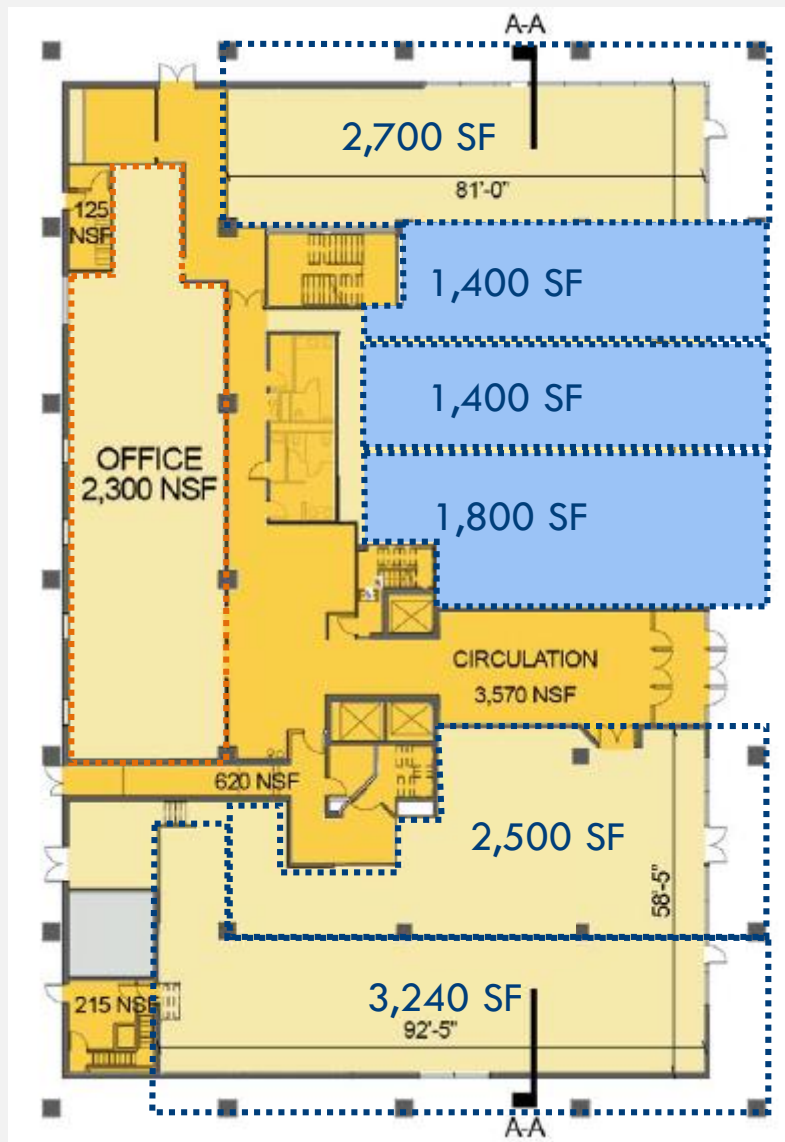 A-A
2,700 SF
81'-0"
125
NSF
1,400 SF
1,400 SF
OFFICE
2,300 NSF
1,800 SF
CIRCULATION
3,570 NSF
620 NSF
2,500 SF
58'-5"
3,240 SF
215 NSF
92'-5"
A-A